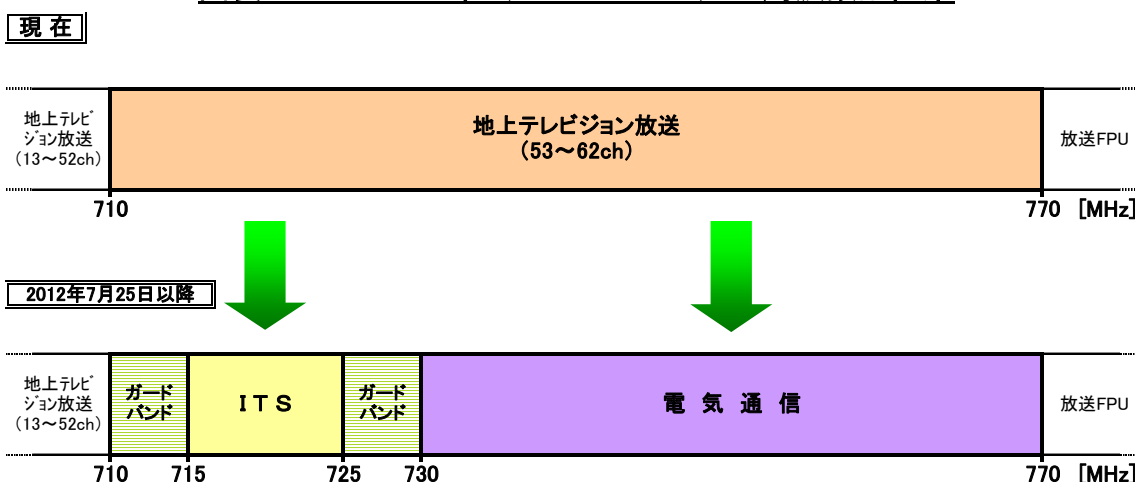 現 在
地上テレビ
ジョン放送
(13～52ch)
地上テレビジョン放送
(53～62ch)
放送FPU
710
770 [MHz]
2012年7月25日以降
地上テレビ
ジョン放送
(13～52ch)
ガード
バンド
ITS
ガード
バンド
電 気 通 信
放送FPU
710 715 725 730 770 [MHz]